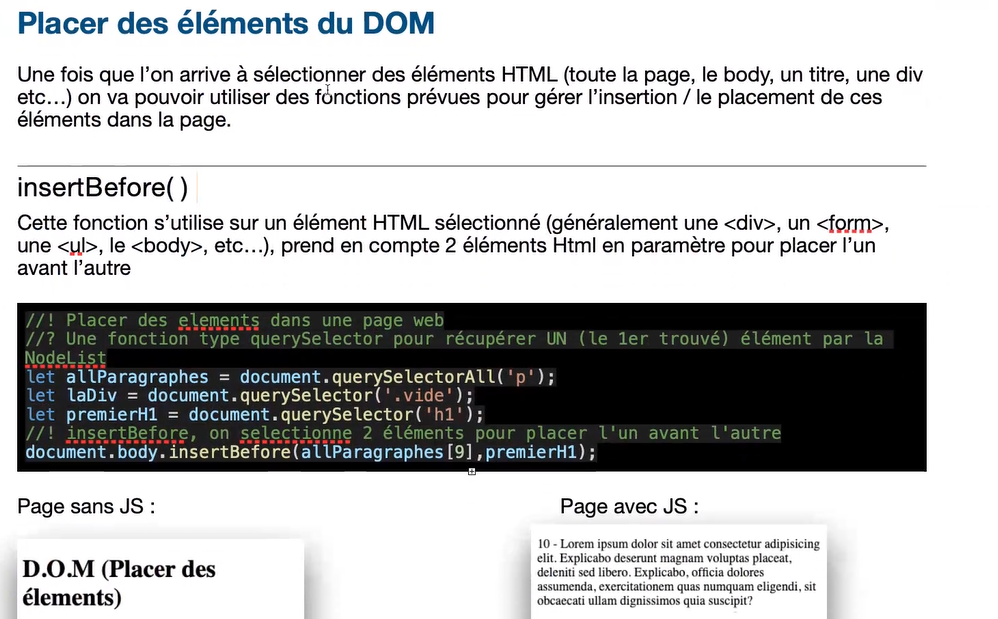 Placer des éléments du DOM
Une fois que l’on arrive à sélectionner des éléments HTML (toute la page, le body, un titre, une div
etc…) on va pouvoir utiliser des fonctions prévues pour gérer l’insertion / le placement de ces
éléments dans la page.
insertBefore( )
Cette fonction s’utilise sur un élément HTML sélectionné (généralement une <div>, un <form>,
une <ul>, le <body>, etc…), prend en compte 2 éléments Html en paramètre pour placer l’un
avant l’autre
//! Placer des elements dans une page web
//? Une fonction type querySelector pour récupérer UN (le 1er trouvé) élément par la
NodeList
let allParagraphes = document.querySelectorAll('p');
let laDiv = document.querySelector('.vide');
let premierH1 = document.querySelector('h1');
//! insertBefore, on selectionne 2 éléments pour placer l'un avant l'autre
document.body.insertBefore(allParagraphes[9],premierH1);
Page sans JS :
Page avec JS :
D.O.M (Placer des
élements)
10 - Lorem ipsum dolor sit amet consectetur adipisicing
elit. Explicabo deserunt magnam voluptas placeat,
deleniti sed libero. Explicabo, officia dolores
assumenda, exercitationem quas numquam eligendi, sit
obcaecati ullam dignissimos quia suscipit?